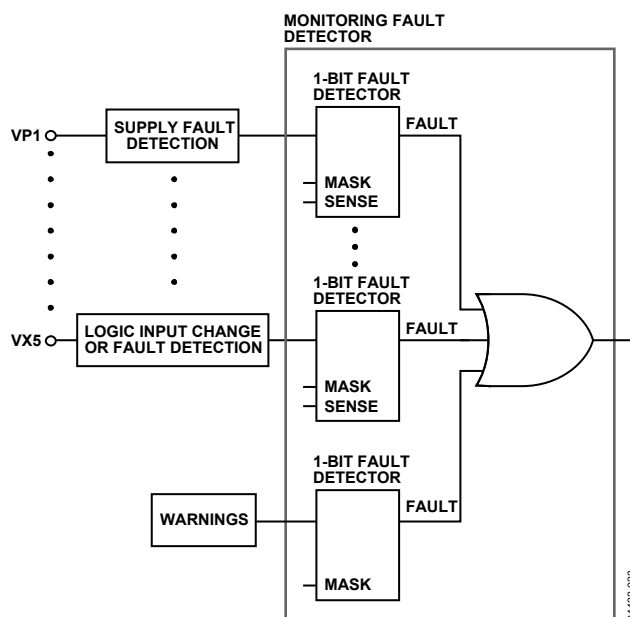 MONITORING FAULT
DETECTOR
1-BIT FAULT
DETECTOR
VP1
SUPPLY FAULT
DETECTION
FAULT
MASK
SENSE
1-BIT FAULT
DETECTOR
VX5
LOGIC INPUT CHANGE
OR FAULT DETECTION
FAULT
MASK
SENSE
1-BIT FAULT
DETECTOR
WARNINGS
FAULT
MASK